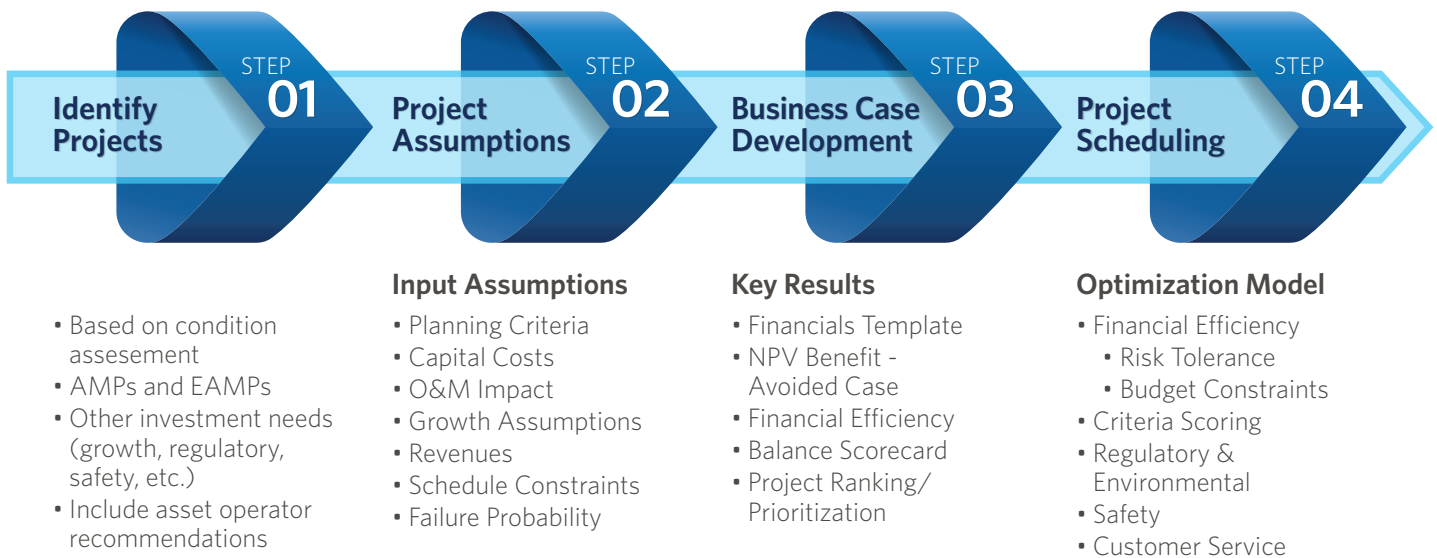 STEP
01
Identify
Projects
STEP
02
Project
Assumptions
STEP
03
Business Case
Development
STEP
04
Project
Scheduling
• Based on condition
assesement
• AMPs and EAMPs
• Other investment needs
(growth, regulatory,
safety, etc.)
• Include asset operator
recommendations
Input Assumptions
• Planning Criteria
• Capital Costs
• O&M Impact
• Growth Assumptions
• Revenues
• Schedule Constraints
• Failure Probability
Key Results
• Financials Template
• NPV Benefit -
Avoided Case
• Financial Efficiency
• Balance Scorecard
• Project Ranking/
Prioritization
Optimization Model
• Financial Efficiency
• Risk Tolerance
• Budget Constraints
• Criteria Scoring
• Regulatory &
Environmental
• Safety
• Customer Service